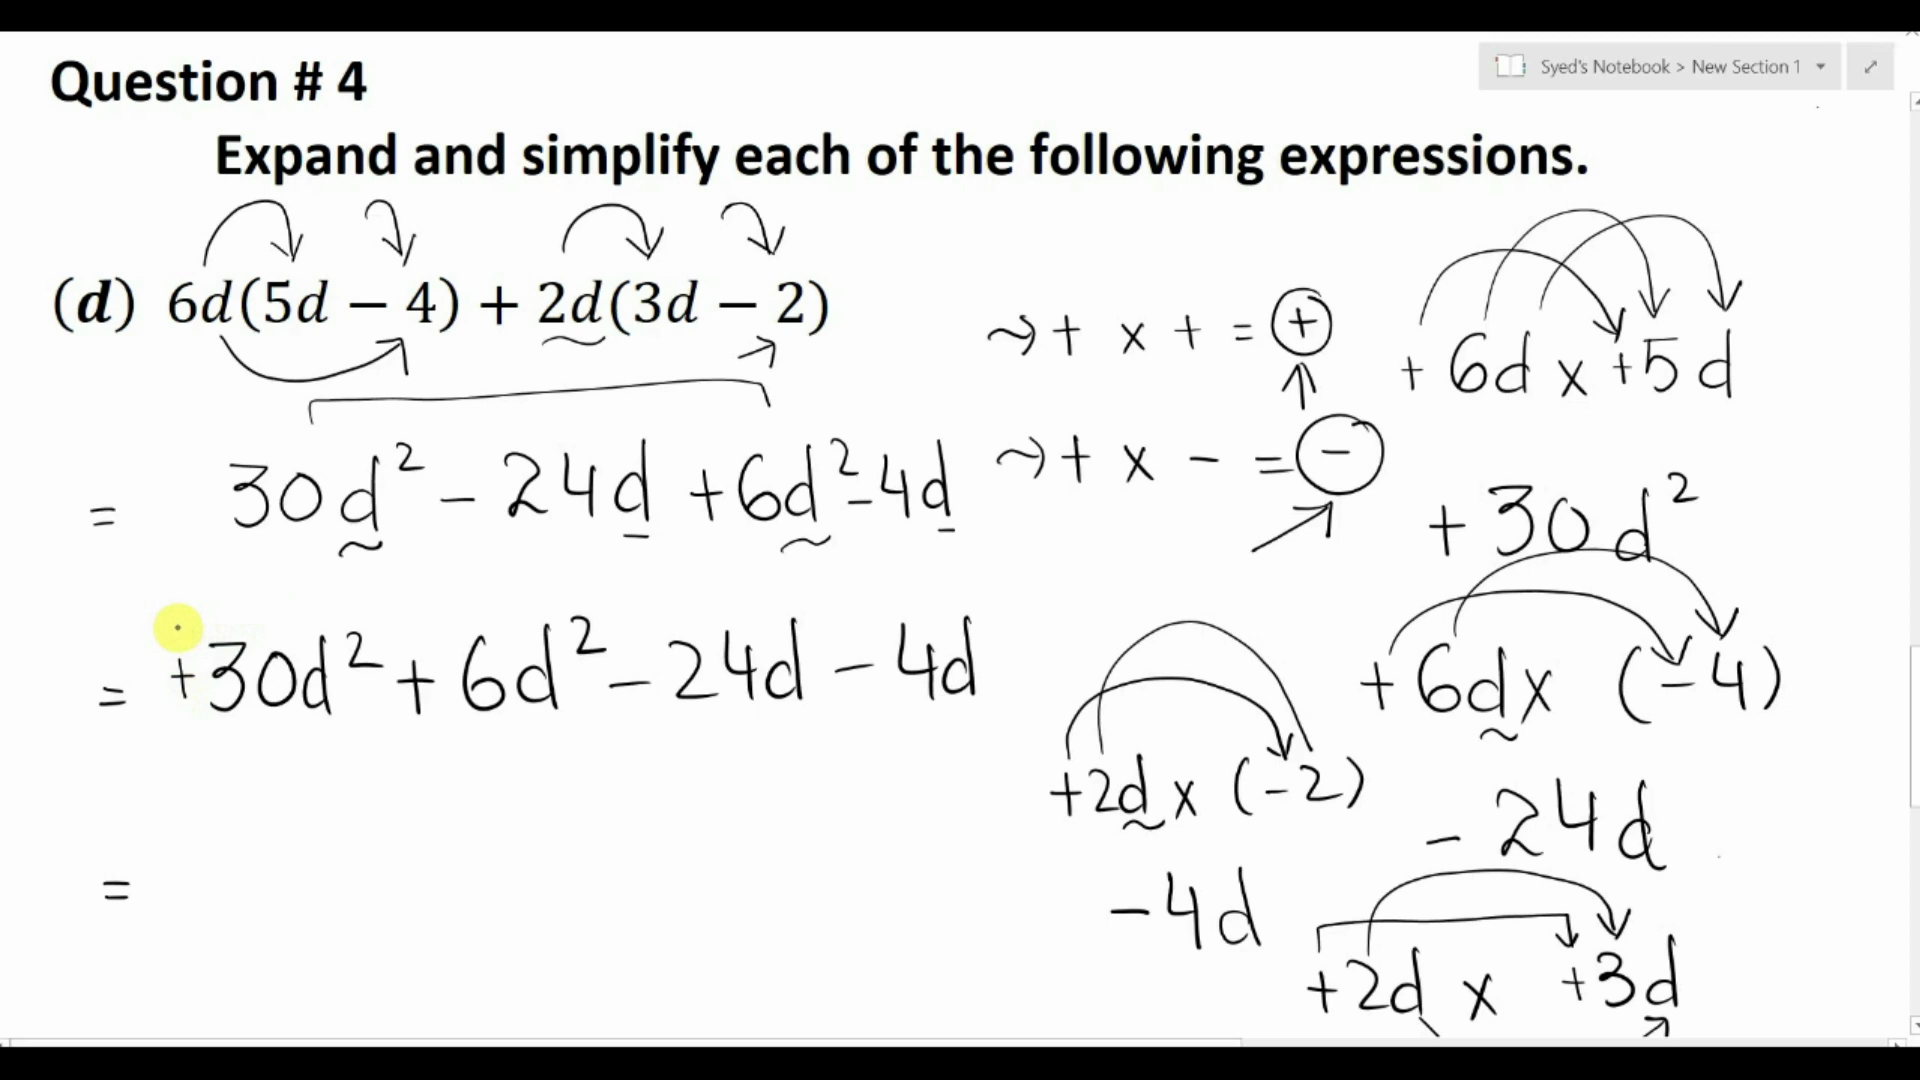 Syed's Notebook > New Section 1
Question # 4
Expand and simplify each of the following expressions.
(d) 6d(5d − 4) + 2d(3d − 2)
= 30d² − 24d + 6d² − 4d
= +30d² + 6d² − 24d − 4d
=
+ x + = +
+ x − = −
+2d x (−2)
−4d
+ 6d x +5d
+30d²
+6d x (−4)
− 24d
+2d x +3d